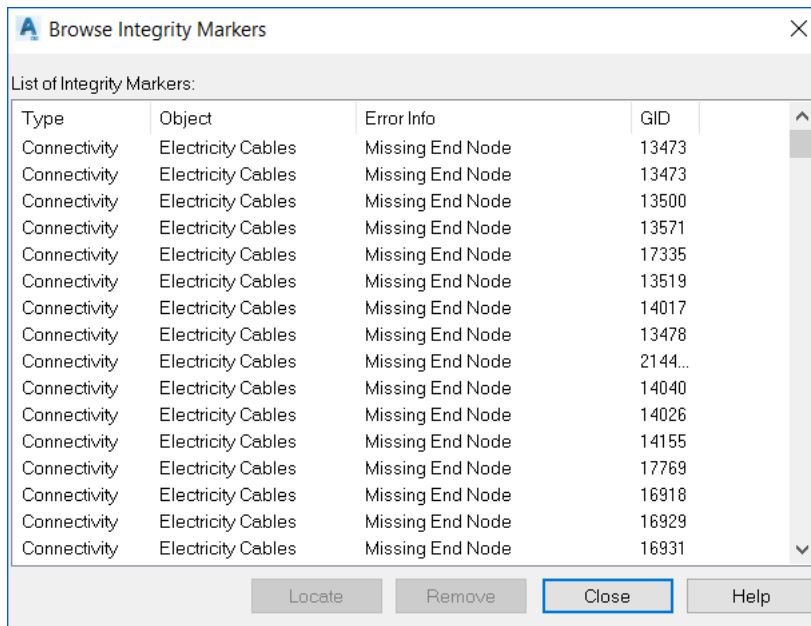 Browse Integrity Markers
List of Integrity Markers:
Type Object Error Info GID
Connectivity Electricity Cables Missing End Node 13473
Connectivity Electricity Cables Missing End Node 13473
Connectivity Electricity Cables Missing End Node 13500
Connectivity Electricity Cables Missing End Node 13571
Connectivity Electricity Cables Missing End Node 17335
Connectivity Electricity Cables Missing End Node 13519
Connectivity Electricity Cables Missing End Node 14017
Connectivity Electricity Cables Missing End Node 13478
Connectivity Electricity Cables Missing End Node 2144...
Connectivity Electricity Cables Missing End Node 14040
Connectivity Electricity Cables Missing End Node 14026
Connectivity Electricity Cables Missing End Node 14155
Connectivity Electricity Cables Missing End Node 17769
Connectivity Electricity Cables Missing End Node 16918
Connectivity Electricity Cables Missing End Node 16929
Connectivity Electricity Cables Missing End Node 16931
Locate Remove Close Help